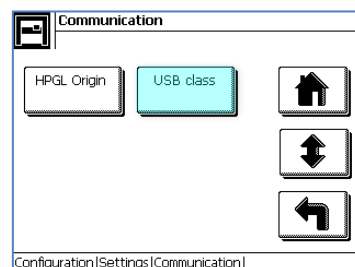 Communication
HPGL Origin
USB class
Configuration|Settings|Communication|